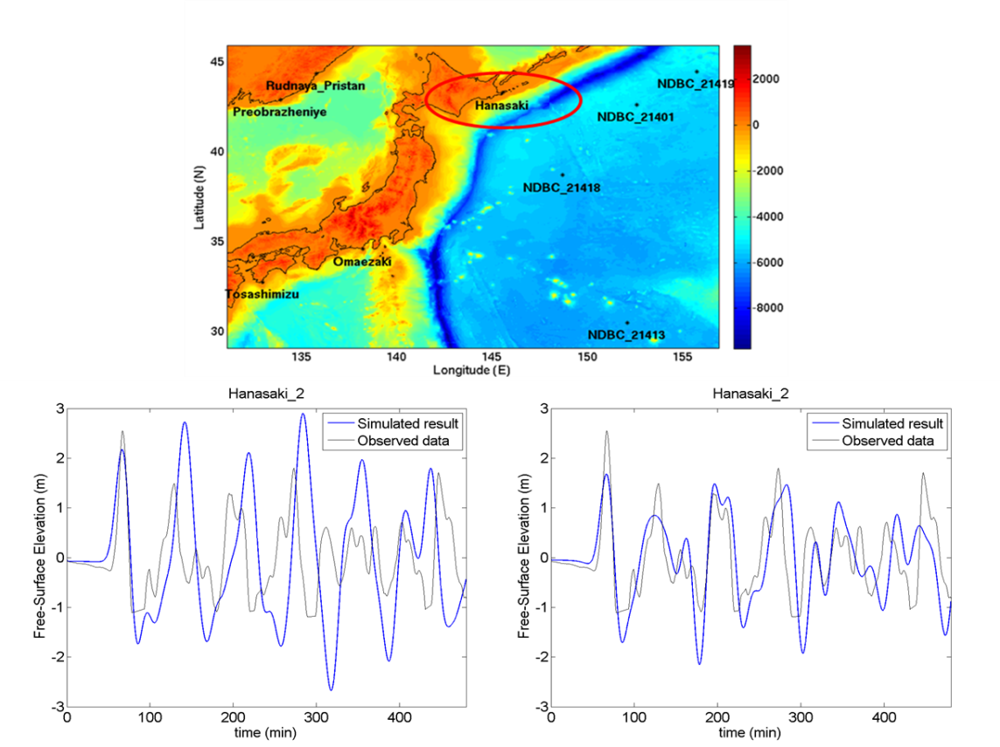 45
40
35
30
Latitude (N)
135
140
145
150
155
Longitude (E)
Rudnaya_Pristan
Preobrazheniye
Hanasaki
NDBC_21419
NDBC_21401
NDBC_21418
Omaezaki
Tosashimizu
NDBC_21413
2000
0
-2000
-4000
-6000
-8000
Hanasaki_2
Simulated result
Observed data
3
2
1
0
-1
-2
-3
Free-Surface Elevation (m)
0
100
200
300
400
time (min)
Hanasaki_2
Simulated result
Observed data
3
2
1
0
-1
-2
-3
Free-Surface Elevation (m)
0
100
200
300
400
time (min)